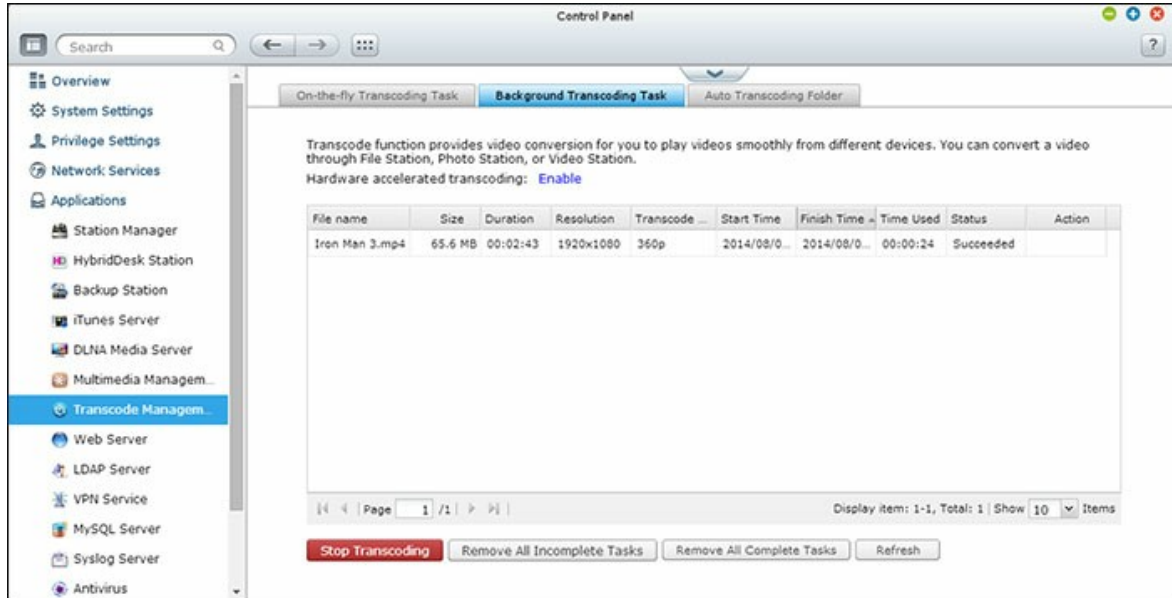 Control Panel
Search
?
Overview
System Settings
Privilege Settings
Network Services
Applications
Station Manager
HD HybridDesk Station
Backup Station
iTunes Server
DLNA Media Server
Multimedia Managem...
Transcode Managem...
Web Server
LDAP Server
VPN Service
MySQL Server
Syslog Server
Antivirus
On-the-fly Transcoding Task Background Transcoding Task Auto Transcoding Folder
Transcode function provides video conversion for you to play videos smoothly from different devices. You can convert a video
through File Station, Photo Station, or Video Station.
Hardware accelerated transcoding: Enable
File name Size Duration Resolution Transcode ... Start Time Finish Time Time Used Status Action
Iron Man 3.mp4 65.6 MB 00:02:43 1920x1080 360p 2014/08/0... 2014/08/0... 00:00:24 Succeeded
Page 1 /1 Display item: 1-1, Total: 1 | Show 10 Items
Stop Transcoding Remove All Incomplete Tasks Remove All Complete Tasks Refresh